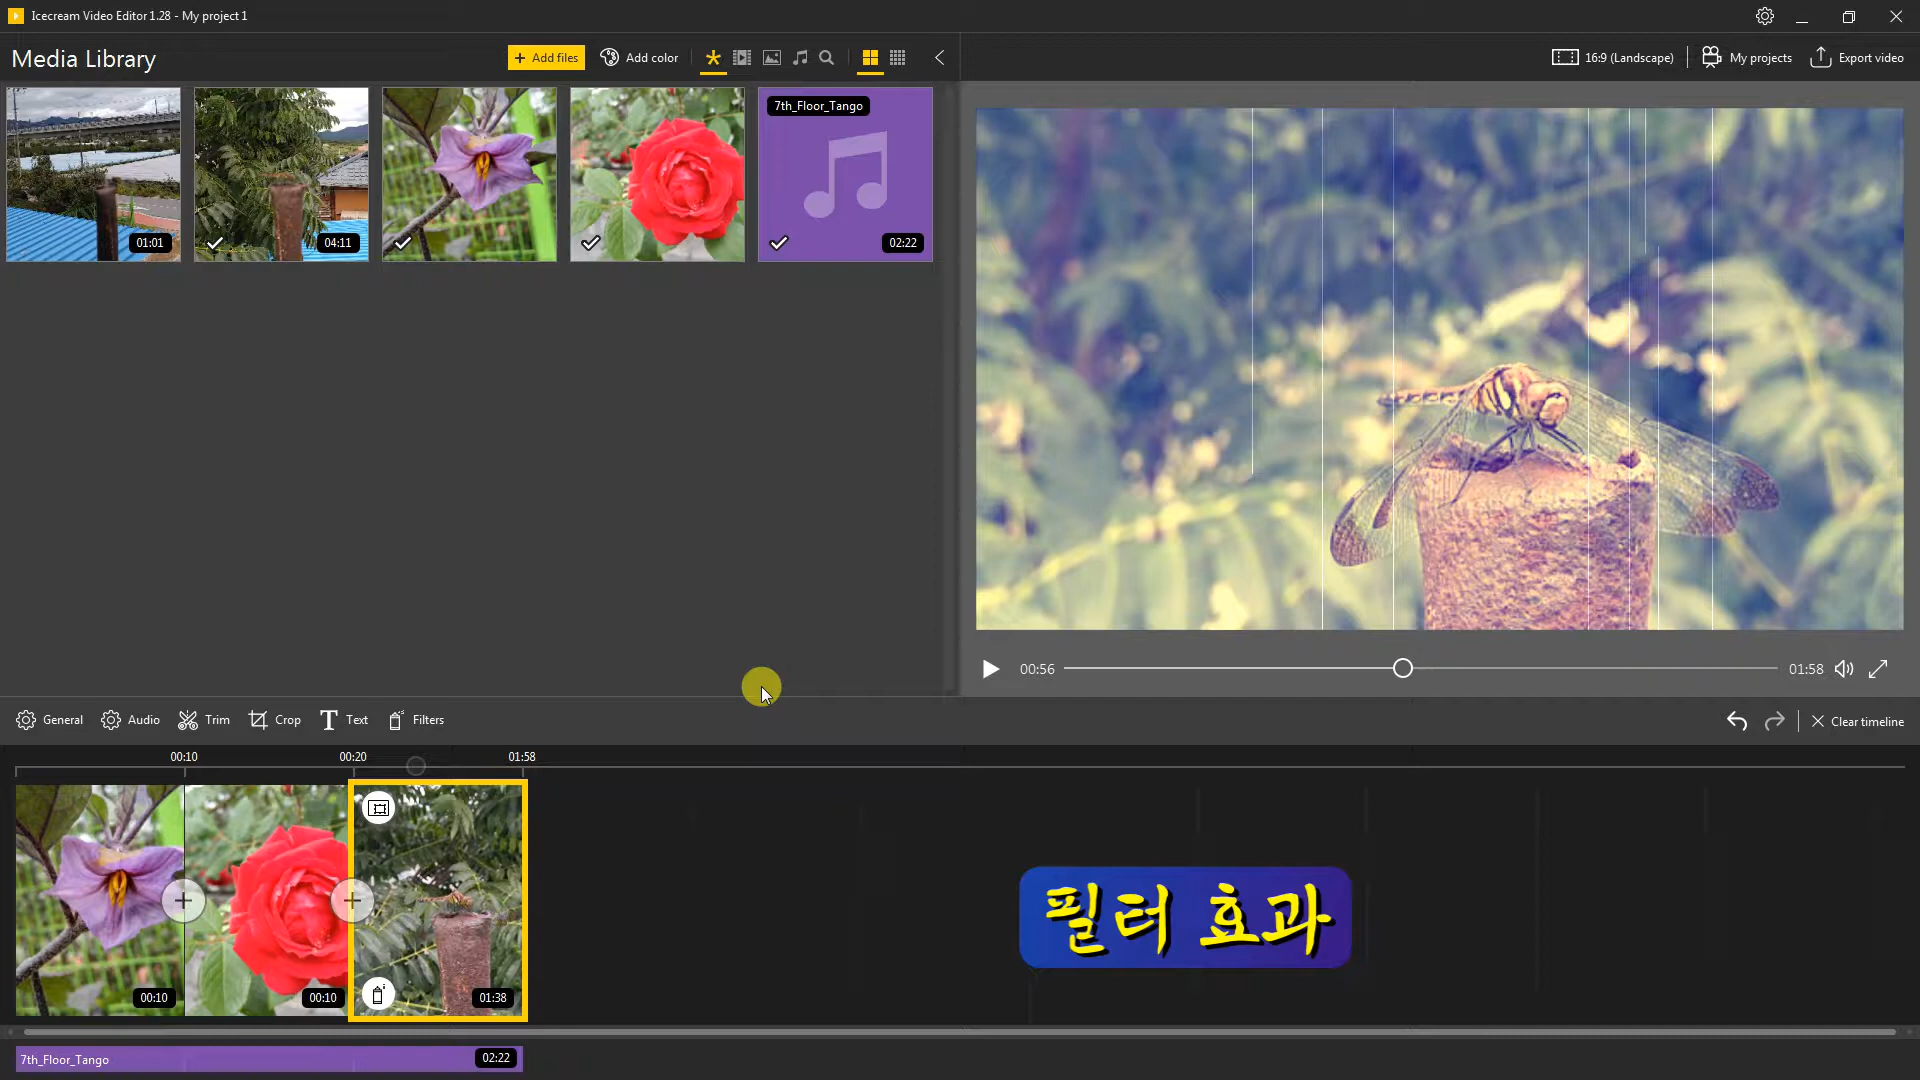 Icecream Video Editor 1.28 - My project 1
Media Library
Add files
Add color
16:9 (Landscape)
My projects
Export video
01:01
04:11
7th_Floor_Tango
02:22
00:56
01:58
General
Audio
Trim
Crop
Text
Filters
Clear timeline
00:10
00:20
01:58
00:10
00:10
01:38
필터 효과
7th_Floor_Tango
02:22